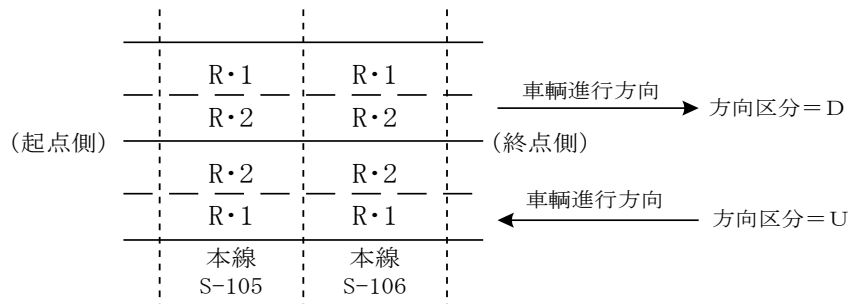 R・1 R・1
車輌進行方向
方向区分＝D
R・2 R・2
(起点側) (終点側)
R・2 R・2
車輌進行方向
方向区分＝U
R・1 R・1
本線 本線
S-105 S-106